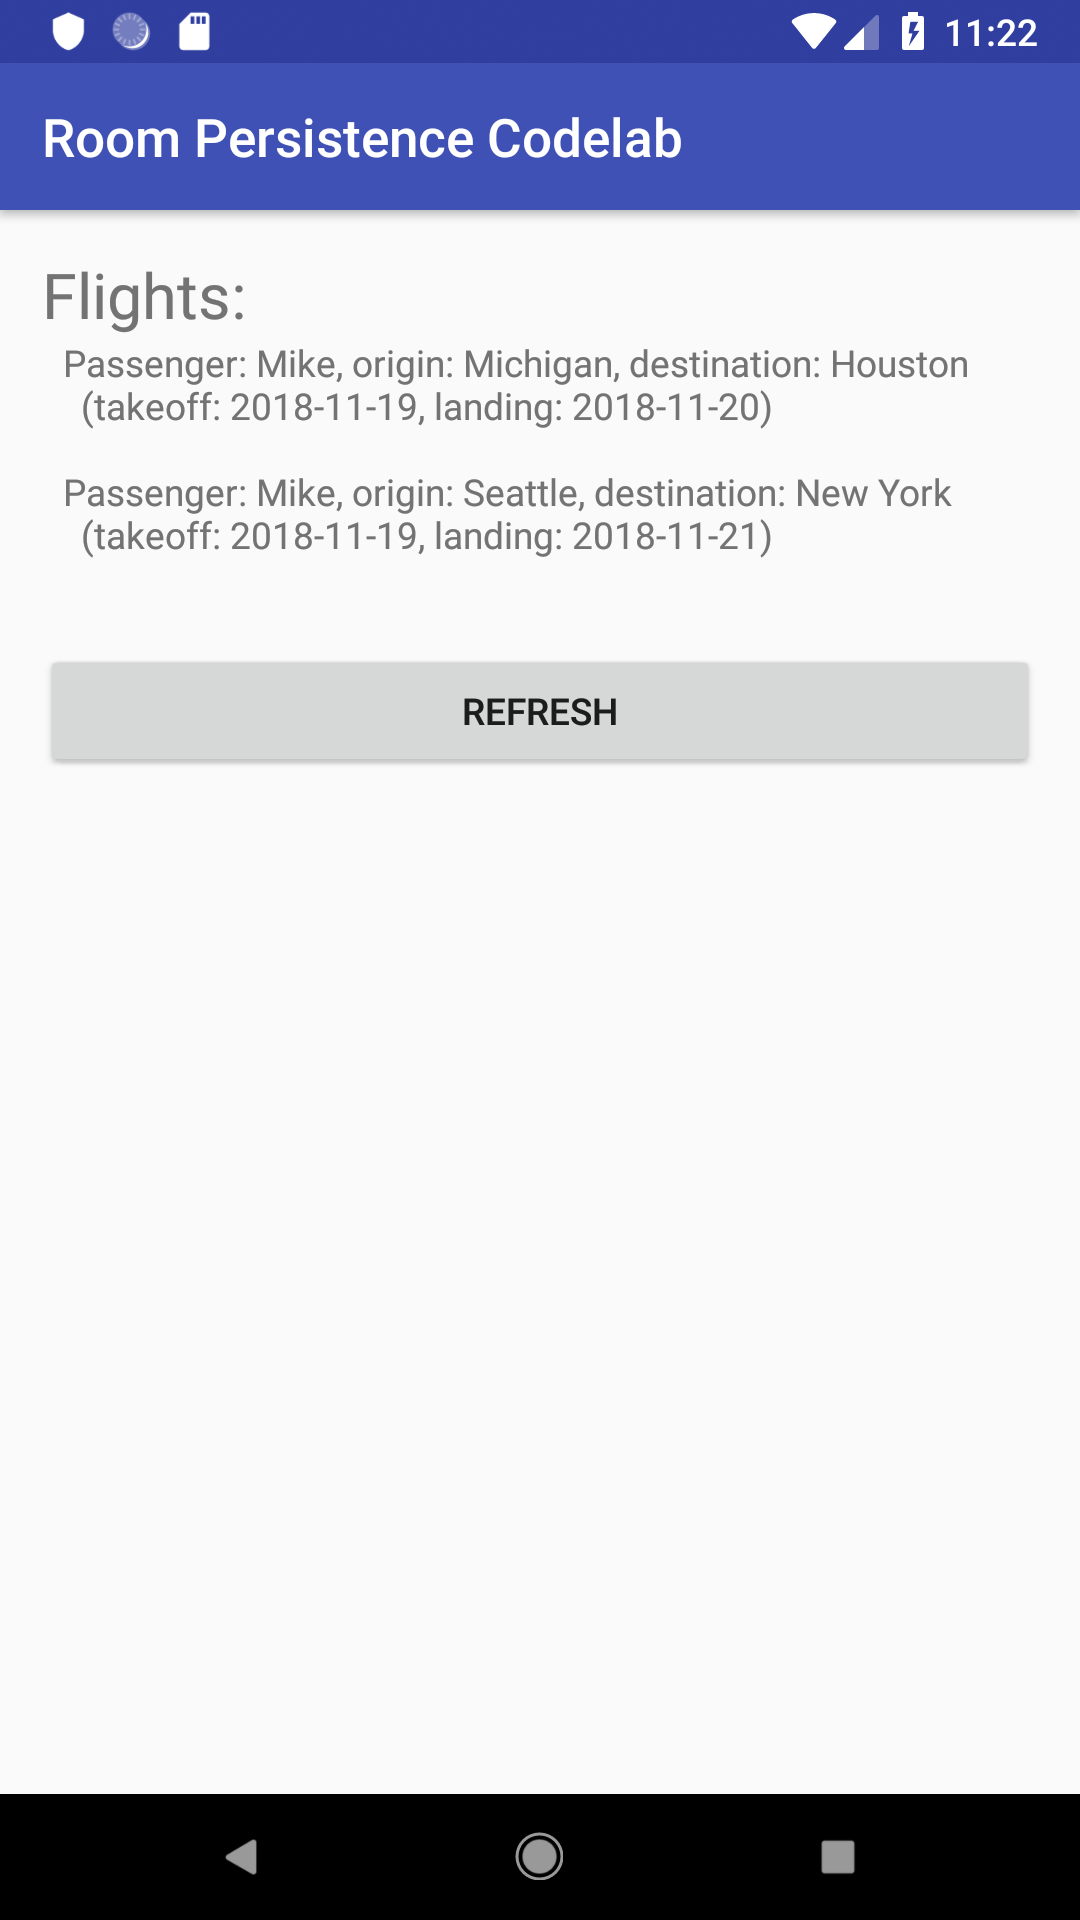 11:22
Room Persistence Codelab
Flights:
Passenger: Mike, origin: Michigan, destination: Houston
(takeoff: 2018-11-19, landing: 2018-11-20)
Passenger: Mike, origin: Seattle, destination: New York
(takeoff: 2018-11-19, landing: 2018-11-21)
REFRESH